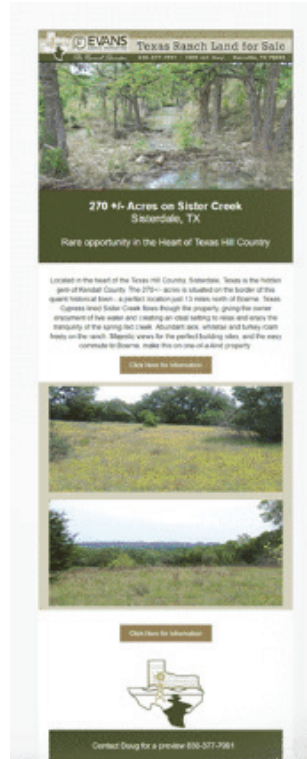 EVANS
Texas Ranch Land for Sale
270 +/- Acres on Sister Creek
Sisterdale, TX
Rare opportunity in the Heart of Texas Hill Country
Located in the heart of the Texas Hill Country, Sisterdale, Texas is the hidden
gem of Kendall County. The 270+/- acres is situated on the border of this
quaint historical town - a perfect location just 13 miles north of Boerne, Texas.
Cypress lined Sister Creek flows though the property, giving the owner
enjoyment of live water and creating an ideal setting to relax and enjoy the
tranquility of the spring fed creek. Abundant axis, whitetail and turkey roam
freely on the ranch. Majestic views for the perfect building sites, and the easy
commute to Boerne, make this on one-of-a-kind property
Click Here for Information
Click Here for Information
Contact Doug for a preview 830-377-7061